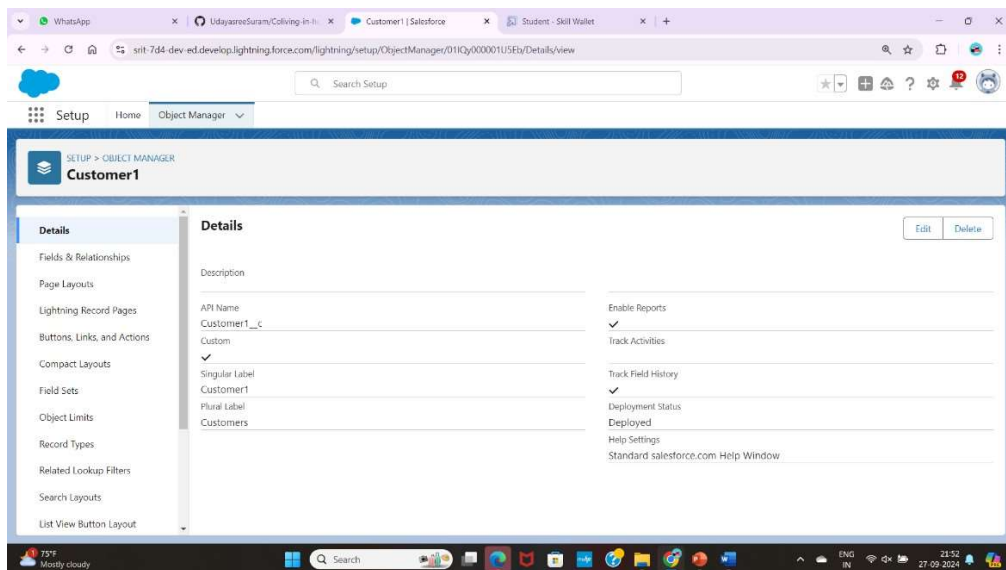 WhatsApp
UdayasreeSuram/Coliving-in-h
Customer1 | Salesforce
Student - Skill Wallet
srit-7d4-dev-ed.develop.lightning.force.com/lightning/setup/ObjectManager/01IQy000001U5Eb/Details/view
Search Setup
12
Setup
Home
Object Manager
SETUP > OBJECT MANAGER
Customer1
Details
Fields & Relationships
Page Layouts
Lightning Record Pages
Buttons, Links, and Actions
Compact Layouts
Field Sets
Object Limits
Record Types
Related Lookup Filters
Search Layouts
List View Button Layout
Details
Edit
Delete
Description
API Name
Customer1__c
Custom
Singular Label
Customer1
Plural Label
Customers
Enable Reports
Track Activities
Track Field History
Deployment Status
Deployed
Help Settings
Standard salesforce.com Help Window
1
75°F
Mostly cloudy
Search
ENG
IN
21:52
27-09-2024